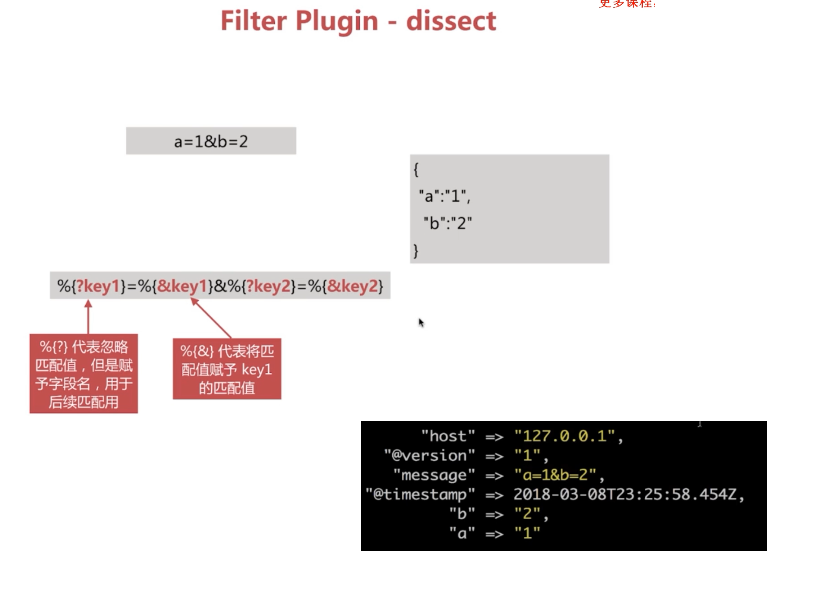 更多课程:
Filter Plugin - dissect
a=1&b=2
{
"a":"1",
"b":"2"
}
%{?key1}=%{&key1}&%{?key2}=%{&key2}
%{?} 代表忽略
匹配值，但是赋
予字段名，用于
后续匹配用
%{&} 代表将匹
配值赋予 key1
的匹配值
"host" => "127.0.0.1",
"@version" => "1",
"message" => "a=1&b=2",
"@timestamp" => 2018-03-08T23:25:58.454Z,
"b" => "2",
"a" => "1"